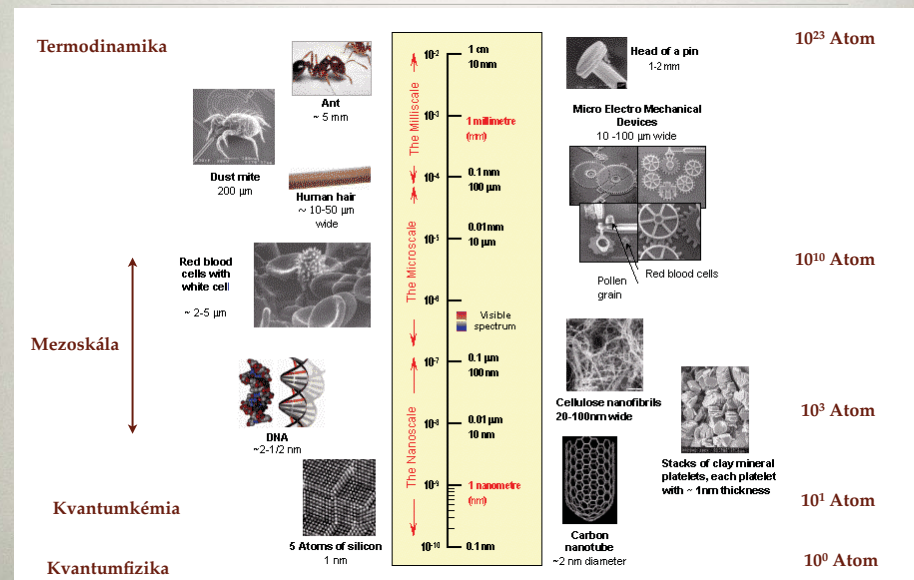 Termodinamika
Ant
~ 5 mm
Dust mite
200 µm
Human hair
~ 10-50 µm
wide
Red blood
cells with
white cell
~ 2-5 µm
Mezoskála
DNA
~2-1/2 nm
Kvantumkémia
5 Atoms of silicon
1 nm
Kvantumfizika
The Milliscale
The Microscale
The Nanoscale
10-2
1 cm
10 mm
10-3
1 millimetre
(mm)
10-4
0.1 mm
100 µm
10-5
0.01 mm
10 µm
10-6
Visible
spectrum
10-7
0.1 µm
100 nm
10-8
0.01 µm
10 nm
10-9
1 nanometre
(nm)
10-10
0.1 nm
Head of a pin
1-2 mm
Micro Electro Mechanical
Devices
10 -100 µm wide
Pollen
grain
Red blood cells
Cellulose nanofibrils
20-100nm wide
Stacks of clay mineral
platelets, each platelet
with ~ 1nm thickness
Carbon
nanotube
~2 nm diameter
10²³ Atom
10¹⁰ Atom
10³ Atom
10¹ Atom
10⁰ Atom